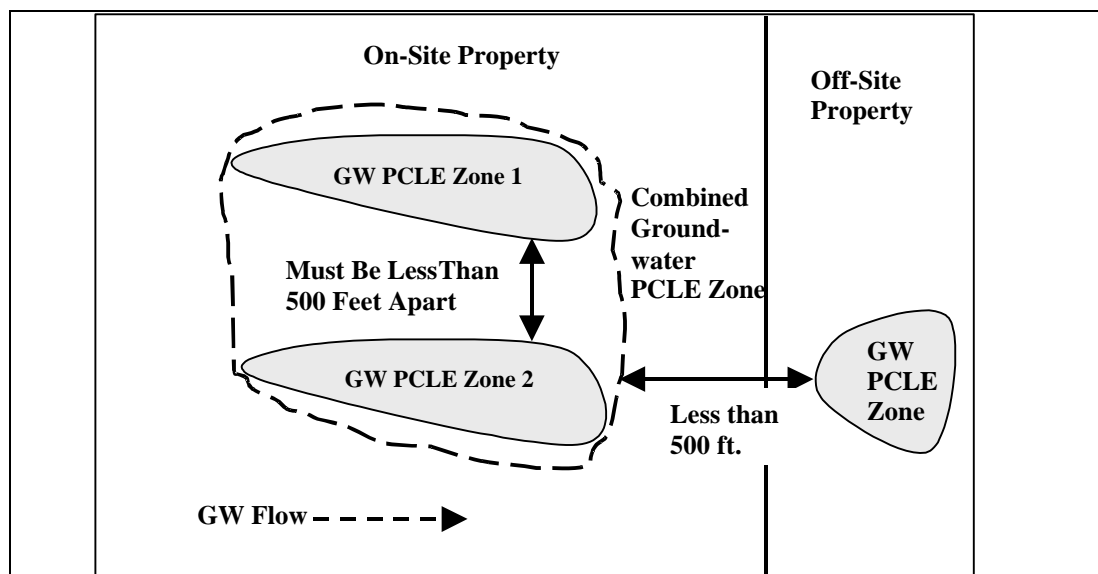 On-Site Property
Off-Site
Property
GW PCLE Zone 1
Combined
Ground-
water
PCLE Zone
Must Be LessThan
500 Feet Apart
GW PCLE Zone 2
GW
PCLE
Zone
Less than
500 ft.
GW Flow